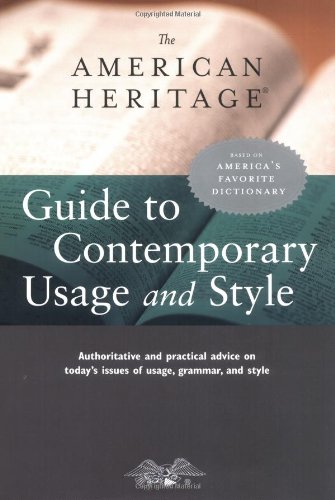 The
AMERICAN
HERITAGE®
BASED ON
AMERICA'S
FAVORITE
DICTIONARY
Guide to
Contemporary
Usage and Style
Authoritative and practical advice on
today's issues of usage, grammar, and style
®